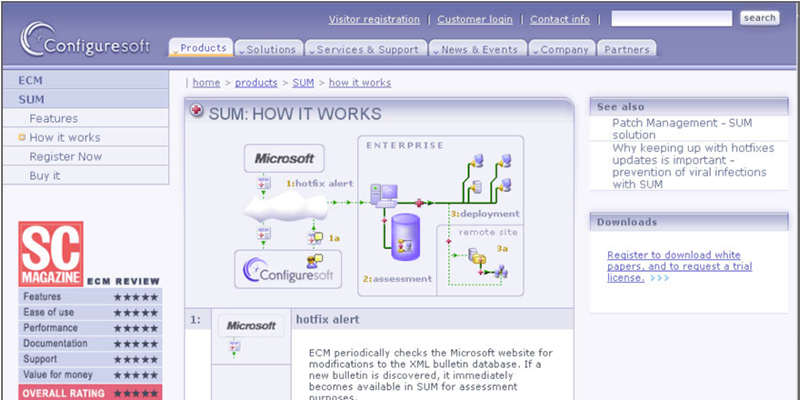 Visitor registration | Customer login | Contact info |
search
Configuresoft
Products
Solutions
Services & Support
News & Events
Company
Partners
ECM
SUM
Features
How it works
Register Now
Buy it
| home > products > SUM > how it works
SUM: HOW IT WORKS
ENTERPRISE
Microsoft
1:hotfix alert
1a
Configuresoft
2:assessment
3:deployment
remote site
3a
See also
Patch Management - SUM
solution
Why keeping up with hotfixes
updates is important -
prevention of viral infections
with SUM
Downloads
Register to download white
papers, and to request a trial
license. >>>
SC
MAGAZINE
ECM REVIEW
Features ★★★★★
Ease of use ★★★★★
Performance ★★★★★
Documentation ★★★★★
Support ★★★★★
Value for money ★★★★★
OVERALL RATING ★★★★★
1:
Microsoft
hotfix alert
ECM periodically checks the Microsoft website for
modifications to the XML bulletin database. If a
new bulletin is discovered, it immediately
becomes available in SUM for assessment
purposes.